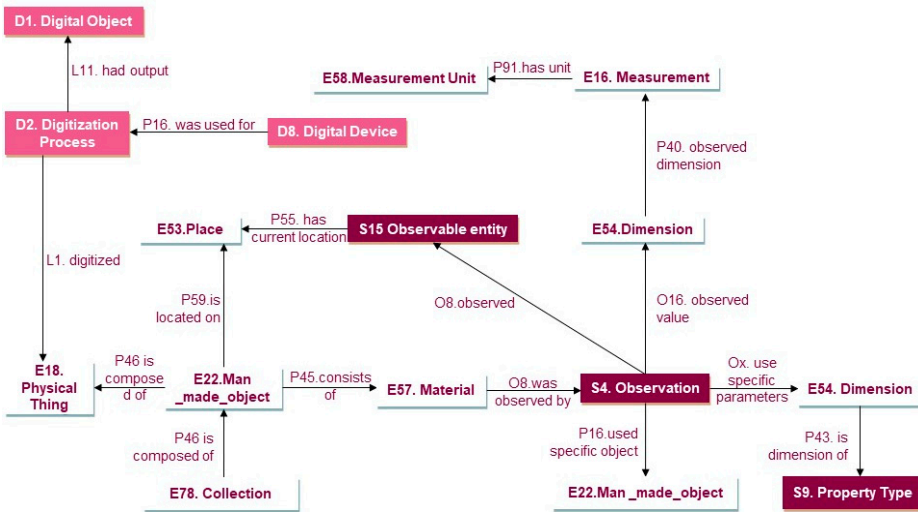 D1. Digital Object
L11. had output
E58.Measurement Unit
P91.has unit
E16. Measurement
D2. Digitization
Process
P16. was used for
D8. Digital Device
P40. observed
dimension
E53.Place
P55. has
current location
S15 Observable entity
E54.Dimension
L1. digitized
P59.is
located on
O8.observed
O16. observed
value
E18.
Physical
Thing
P46 is
compose
d of
E22.Man
_made_object
P45.consists
of
E57. Material
O8.was
observed by
S4. Observation
Ox. use
specific
parameters
E54. Dimension
P46 is
composed of
P16.used
specific object
P43. is
dimension of
E78. Collection
E22.Man _made_object
S9. Property Type